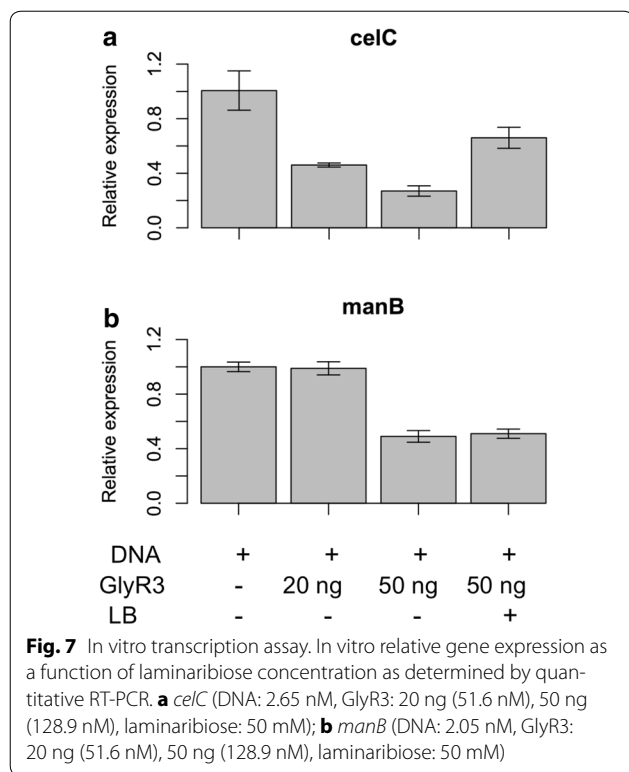 a
celC
Relative expression
0.0 0.4 0.8 1.2
b
manB
Relative expression
0.0 0.4 0.8 1.2
DNA + + + +
GlyR3 - 20 ng 50 ng 50 ng
LB - - - +
Fig. 7 In vitro transcription assay. In vitro relative gene expression as
a function of laminaribiose concentration as determined by quan-
titative RT-PCR. a celC (DNA: 2.65 nM, GlyR3: 20 ng (51.6 nM), 50 ng
(128.9 nM), laminaribiose: 50 mM); b manB (DNA: 2.05 nM, GlyR3:
20 ng (51.6 nM), 50 ng (128.9 nM), laminaribiose: 50 mM)